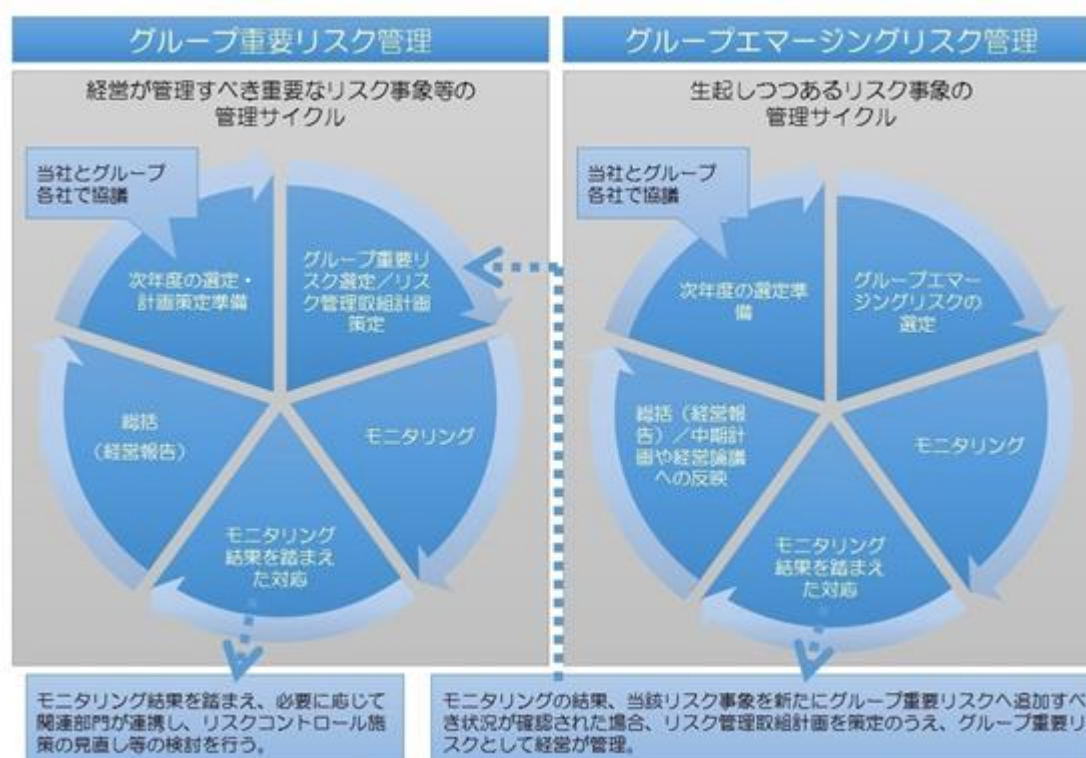 グループ重要リスク管理
経営が管理すべき重要なリスク事象等の
管理サイクル
当社とグループ
各社で協議
次年度の選定・
計画策定準備
グループ重要リ
スク選定／リス
ク管理取組計画
策定
モニタリング
モニタリング
結果を踏まえ
た対応
総括
（経営報告）
モニタリング結果を踏まえ、必要に応じて
関連部門が連携し、リスクコントロール施
策の見直し等の検討を行う。
グループエマージングリスク管理
生起しつつあるリスク事象の
管理サイクル
当社とグループ
各社で協議
次年度の選定準
備
グループエマー
ジングリスクの
選定
モニタリング
モニタリング
結果を踏まえ
た対応
総括（経営報
告）／中期計
画や経営論議
への反映
モニタリングの結果、当該リスク事象を新たにグループ重要リスクへ追加すべ
き状況が確認された場合、リスク管理取組計画を策定のうえ、グループ重要リ
スクとして経営が管理。